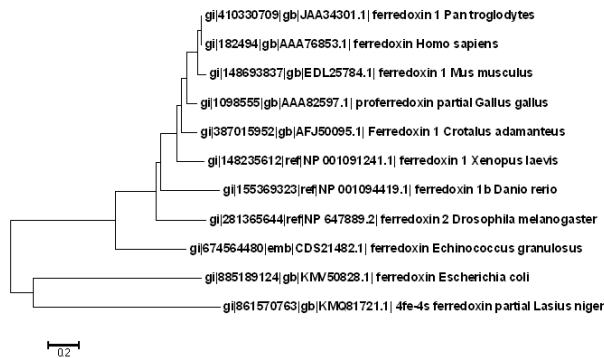 gi|410330709|gb|JAA34301.1| ferredoxin 1 Pan troglodytes
gi|182494|gb|AAA76853.1| ferredoxin Homo sapiens
gi|148693837|gb|EDL25784.1| ferredoxin 1 Mus musculus
gi|1098555|gb|AAA82597.1| proferredoxin partial Gallus gallus
gi|387015952|gb|AFJ50095.1| Ferredoxin 1 Crotalus adamanteus
gi|148235612|ref|NP 001091241.1| ferredoxin 1 Xenopus laevis
gi|155369323|ref|NP 001094419.1| ferredoxin 1b Danio rerio
gi|281365644|ref|NP 647889.2| ferredoxin 2 Drosophila melanogaster
gi|674564480|emb|CDS21482.1| ferredoxin Echinococcus granulosus
gi|885189124|gb|KMV50828.1| ferredoxin Escherichia coli
gi|861570763|gb|KMQ81721.1| 4fe-4s ferredoxin partial Lasius niger
0.2